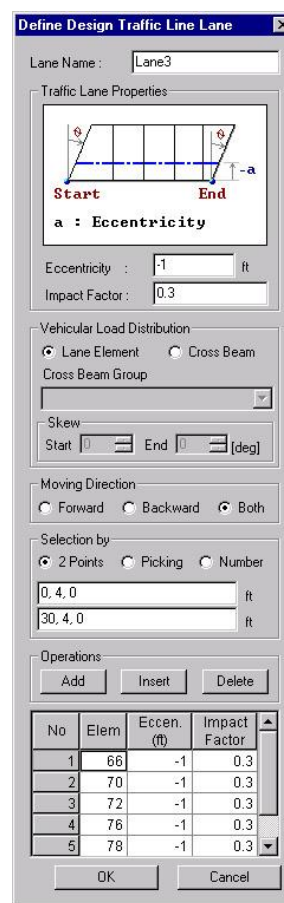 Define Design Traffic Line Lane
Lane Name : Lane3
Traffic Lane Properties
θ θ
-a
Start End
a : Eccentricity
Eccentricity : -1 ft
Impact Factor : 0.3
Vehicular Load Distribution
Lane Element Cross Beam
Cross Beam Group
Skew
Start 0 End 0 [deg]
Moving Direction
Forward Backward Both
Selection by
2 Points Picking Number
0, 4, 0 ft
30, 4, 0 ft
Operations
Add Insert Delete
No Elem Eccen. (ft) Impact Factor
1 66 -1 0.3
2 70 -1 0.3
3 72 -1 0.3
4 76 -1 0.3
5 78 -1 0.3
OK Cancel